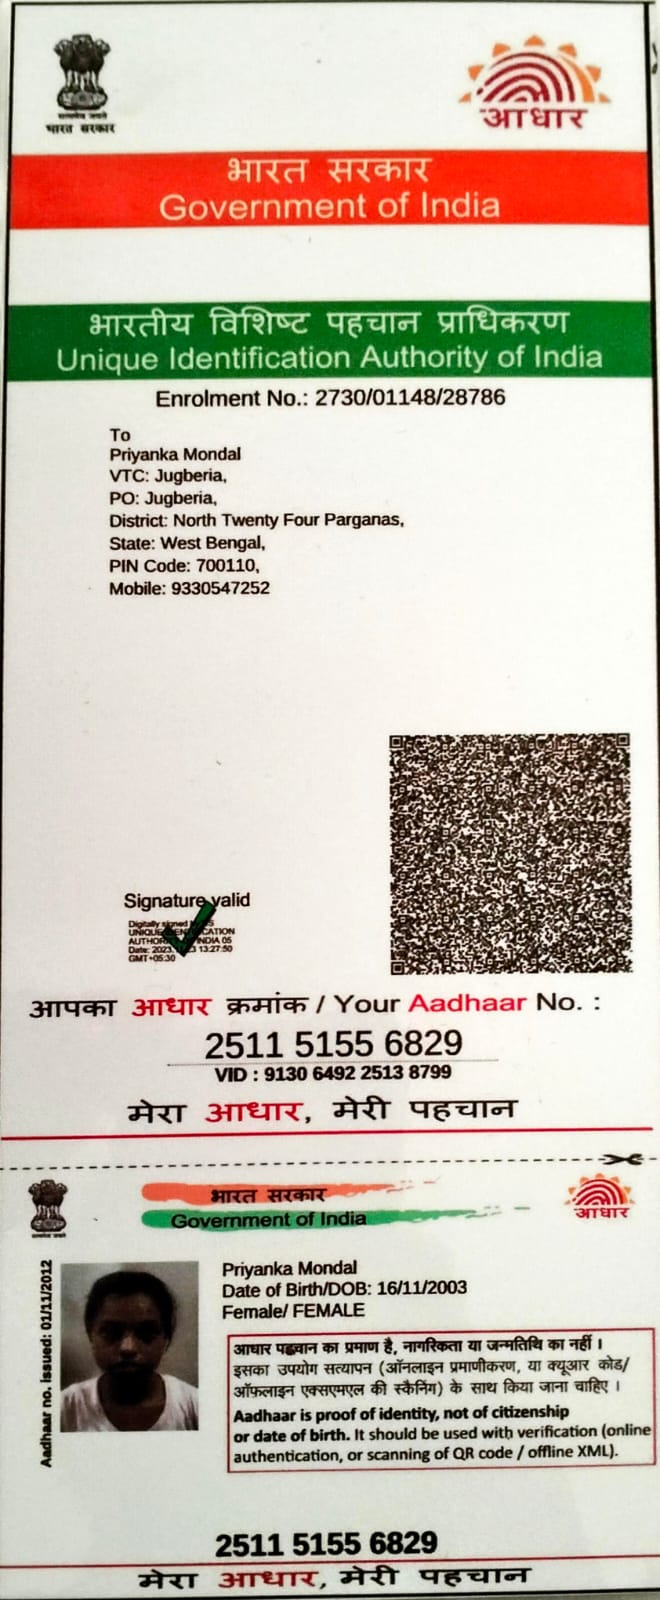 सत्यमेव जयते
भारत सरकार
आधार
भारत सरकार
Government of India
भारतीय विशिष्ट पहचान प्राधिकरण
Unique Identification Authority of India
Enrolment No.: 2730/01148/28786
To
Priyanka Mondal
VTC: Jugberia,
PO: Jugberia,
District: North Twenty Four Parganas,
State: West Bengal,
PIN Code: 700110,
Mobile: 9330547252
Signature valid
Digitally signed by DS
UNIQUE IDENTIFICATION
AUTHORITY OF INDIA 05
Date: 13:27:50
GMT+05:30
आपका आधार क्रमांक / Your Aadhaar No. :
2511 5155 6829
VID : 9130 6492 2513 8799
मेरा आधार, मेरी पहचान
भारत सरकार
Government of India
आधार
Aadhaar no. issued: 01/11/2012
Priyanka Mondal
Date of Birth/DOB: 16/11/2003
Female/ FEMALE
आधार पहचान का प्रमाण है, नागरिकता या जन्मतिथि का नहीं ।
इसका उपयोग सत्यापन (ऑनलाइन प्रमाणीकरण, या क्यूआर कोड/
ऑफ़लाइन एक्सएमएल की स्कैनिंग) के साथ किया जाना चाहिए ।
Aadhaar is proof of identity, not of citizenship
or date of birth. It should be used with verification (online
authentication, or scanning of QR code / offline XML).
2511 5155 6829
मेरा आधार, मेरी पहचान